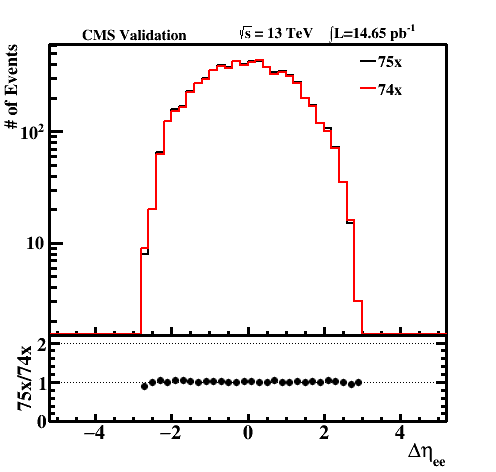 CMS Validation √s = 13 TeV ∫L=14.65 pb⁻¹
# of Events
75x
74x
10²
10
75x/74x
2
1
0
−4 −2 0 2 4
Δη_ee